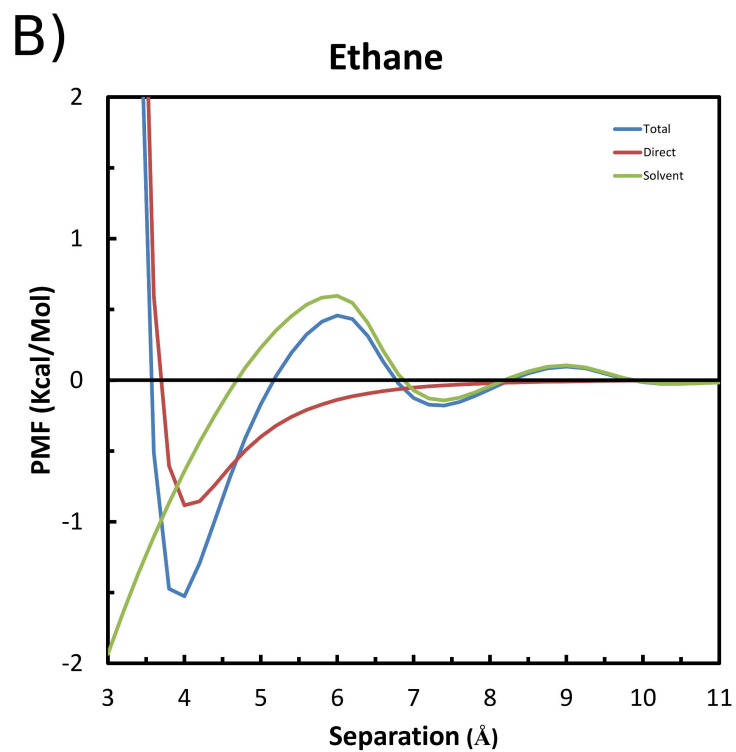 B)
Ethane
2
1
0
-1
-2
PMF (Kcal/Mol)
Total
Direct
Solvent
3 4 5 6 7 8 9 10 11
Separation (Å)